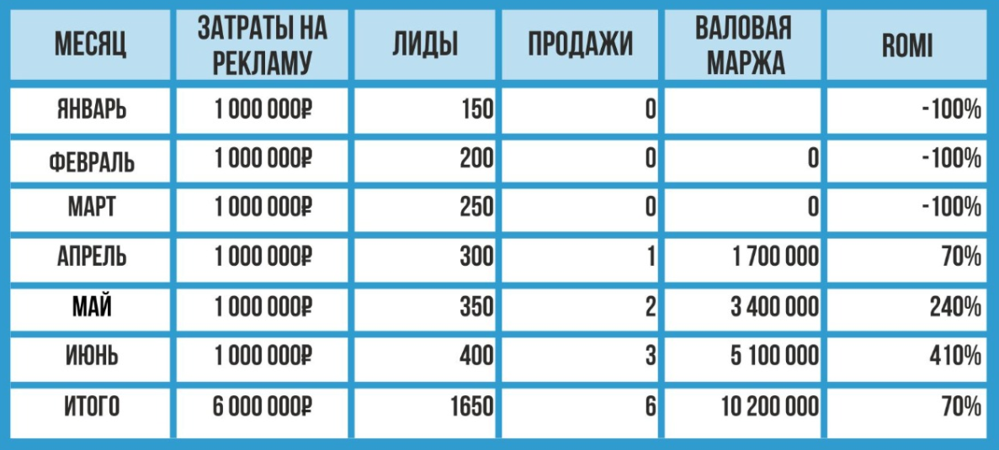 МЕСЯЦ ЗАТРАТЫ НА РЕКЛАМУ ЛИДЫ ПРОДАЖИ ВАЛОВАЯ МАРЖА ROMI
ЯНВАРЬ 1 000 000₽ 150 0 -100%
ФЕВРАЛЬ 1 000 000₽ 200 0 0 -100%
МАРТ 1 000 000₽ 250 0 0 -100%
АПРЕЛЬ 1 000 000₽ 300 1 1 700 000 70%
МАЙ 1 000 000₽ 350 2 3 400 000 240%
ИЮНЬ 1 000 000₽ 400 3 5 100 000 410%
ИТОГО 6 000 000₽ 1650 6 10 200 000 70%